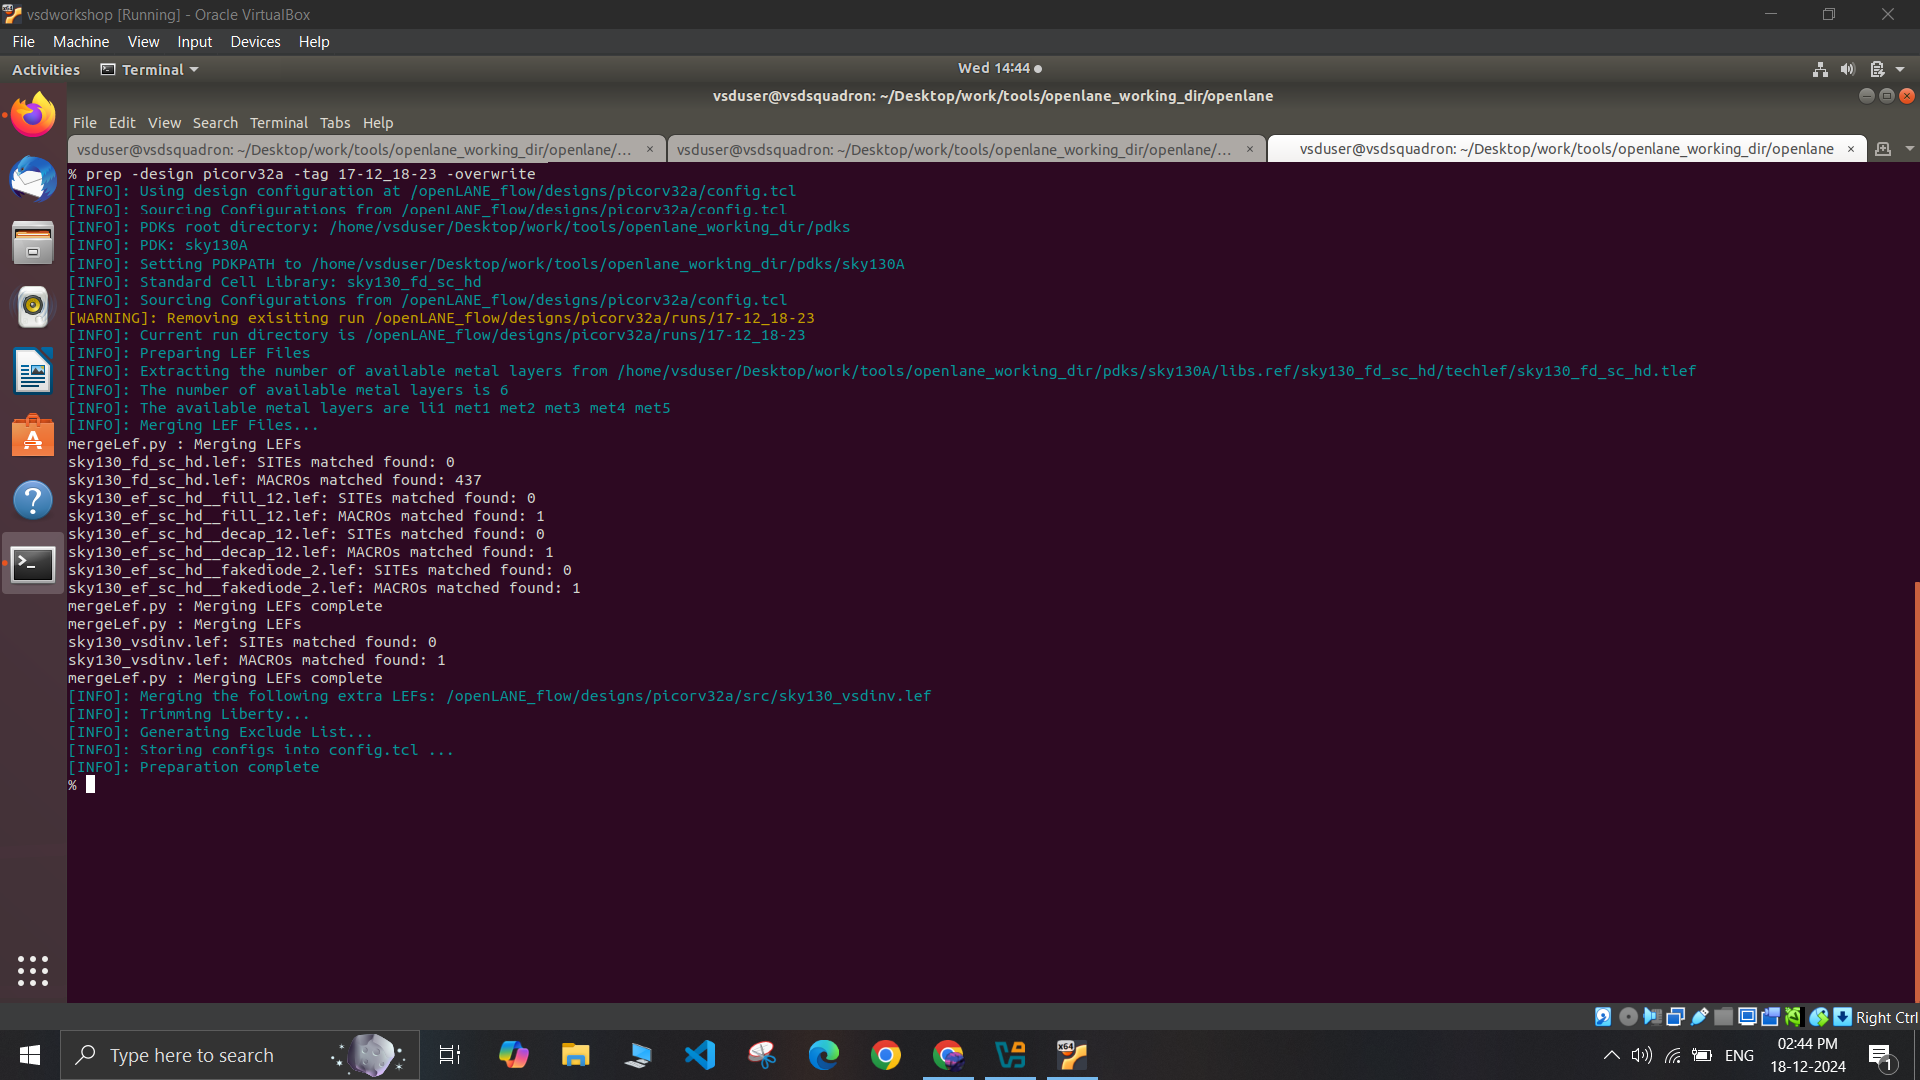 vsdworkshop [Running] - Oracle VirtualBox
File Machine View Input Devices Help
Activities Terminal Wed 14:44
vsduser@vsdsquadron: ~/Desktop/work/tools/openlane_working_dir/openlane
File Edit View Search Terminal Tabs Help
vsduser@vsdsquadron: ~/Desktop/work/tools/openlane_working_dir/openlane/... × vsduser@vsdsquadron: ~/Desktop/work/tools/openlane_working_dir/openlane/... × vsduser@vsdsquadron: ~/Desktop/work/tools/openlane_working_dir/openlane ×
% prep -design picorv32a -tag 17-12_18-23 -overwrite
[INFO]: Using design configuration at /openLANE_flow/designs/picorv32a/config.tcl
[INFO]: Sourcing Configurations from /openLANE_flow/designs/picorv32a/config.tcl
[INFO]: PDKs root directory: /home/vsduser/Desktop/work/tools/openlane_working_dir/pdks
[INFO]: PDK: sky130A
[INFO]: Setting PDKPATH to /home/vsduser/Desktop/work/tools/openlane_working_dir/pdks/sky130A
[INFO]: Standard Cell Library: sky130_fd_sc_hd
[INFO]: Sourcing Configurations from /openLANE_flow/designs/picorv32a/config.tcl
[WARNING]: Removing exisiting run /openLANE_flow/designs/picorv32a/runs/17-12_18-23
[INFO]: Current run directory is /openLANE_flow/designs/picorv32a/runs/17-12_18-23
[INFO]: Preparing LEF Files
[INFO]: Extracting the number of available metal layers from /home/vsduser/Desktop/work/tools/openlane_working_dir/pdks/sky130A/libs.ref/sky130_fd_sc_hd/techlef/sky130_fd_sc_hd.tlef
[INFO]: The number of available metal layers is 6
[INFO]: The available metal layers are li1 met1 met2 met3 met4 met5
[INFO]: Merging LEF Files...
mergeLef.py : Merging LEFs
sky130_fd_sc_hd.lef: SITEs matched found: 0
sky130_fd_sc_hd.lef: MACROs matched found: 437
sky130_ef_sc_hd__fill_12.lef: SITEs matched found: 0
sky130_ef_sc_hd__fill_12.lef: MACROs matched found: 1
sky130_ef_sc_hd__decap_12.lef: SITEs matched found: 0
sky130_ef_sc_hd__decap_12.lef: MACROs matched found: 1
sky130_ef_sc_hd__fakediode_2.lef: SITEs matched found: 0
sky130_ef_sc_hd__fakediode_2.lef: MACROs matched found: 1
mergeLef.py : Merging LEFs complete
mergeLef.py : Merging LEFs
sky130_vsdinv.lef: SITEs matched found: 0
sky130_vsdinv.lef: MACROs matched found: 1
mergeLef.py : Merging LEFs complete
[INFO]: Merging the following extra LEFs: /openLANE_flow/designs/picorv32a/src/sky130_vsdinv.lef
[INFO]: Trimming Liberty...
[INFO]: Generating Exclude List...
[INFO]: Storing configs into config.tcl ...
[INFO]: Preparation complete
%
Right Ctrl
Type here to search
ENG
02:44 PM
18-12-2024
1